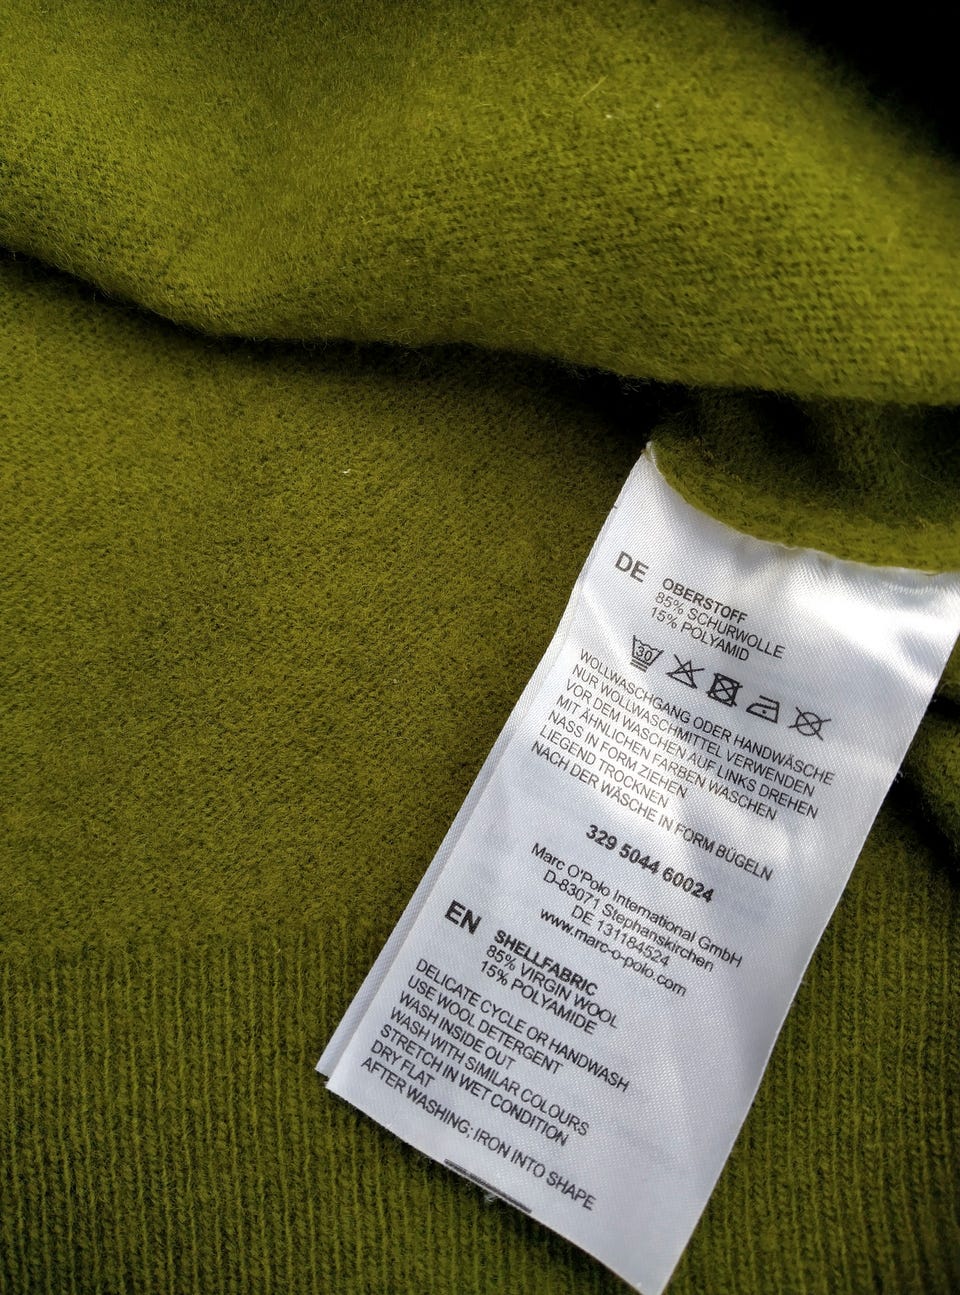 DE OBERSTOFF
85% SCHURWOLLE
15% POLYAMID
30
WOLLWASCHGANG ODER HANDWÄSCHE
NUR WOLLWASCHMITTEL VERWENDEN
VOR DEM WASCHEN AUF LINKS DREHEN
MIT ÄHNLICHEN FARBEN WASCHEN
NASS IN FORM ZIEHEN
LIEGEND TROCKNEN
NACH DER WÄSCHE IN FORM BÜGELN
329 5044 60024
Marc O'Polo International GmbH
D-83071 Stephanskirchen
DE 131184524
www.marc-o-polo.com
EN SHELLFABRIC
85% VIRGIN WOOL
15% POLYAMIDE
DELICATE CYCLE OR HANDWASH
USE WOOL DETERGENT
WASH INSIDE OUT
WASH WITH SIMILAR COLOURS
STRETCH IN WET CONDITION
DRY FLAT
AFTER WASHING; IRON INTO SHAPE